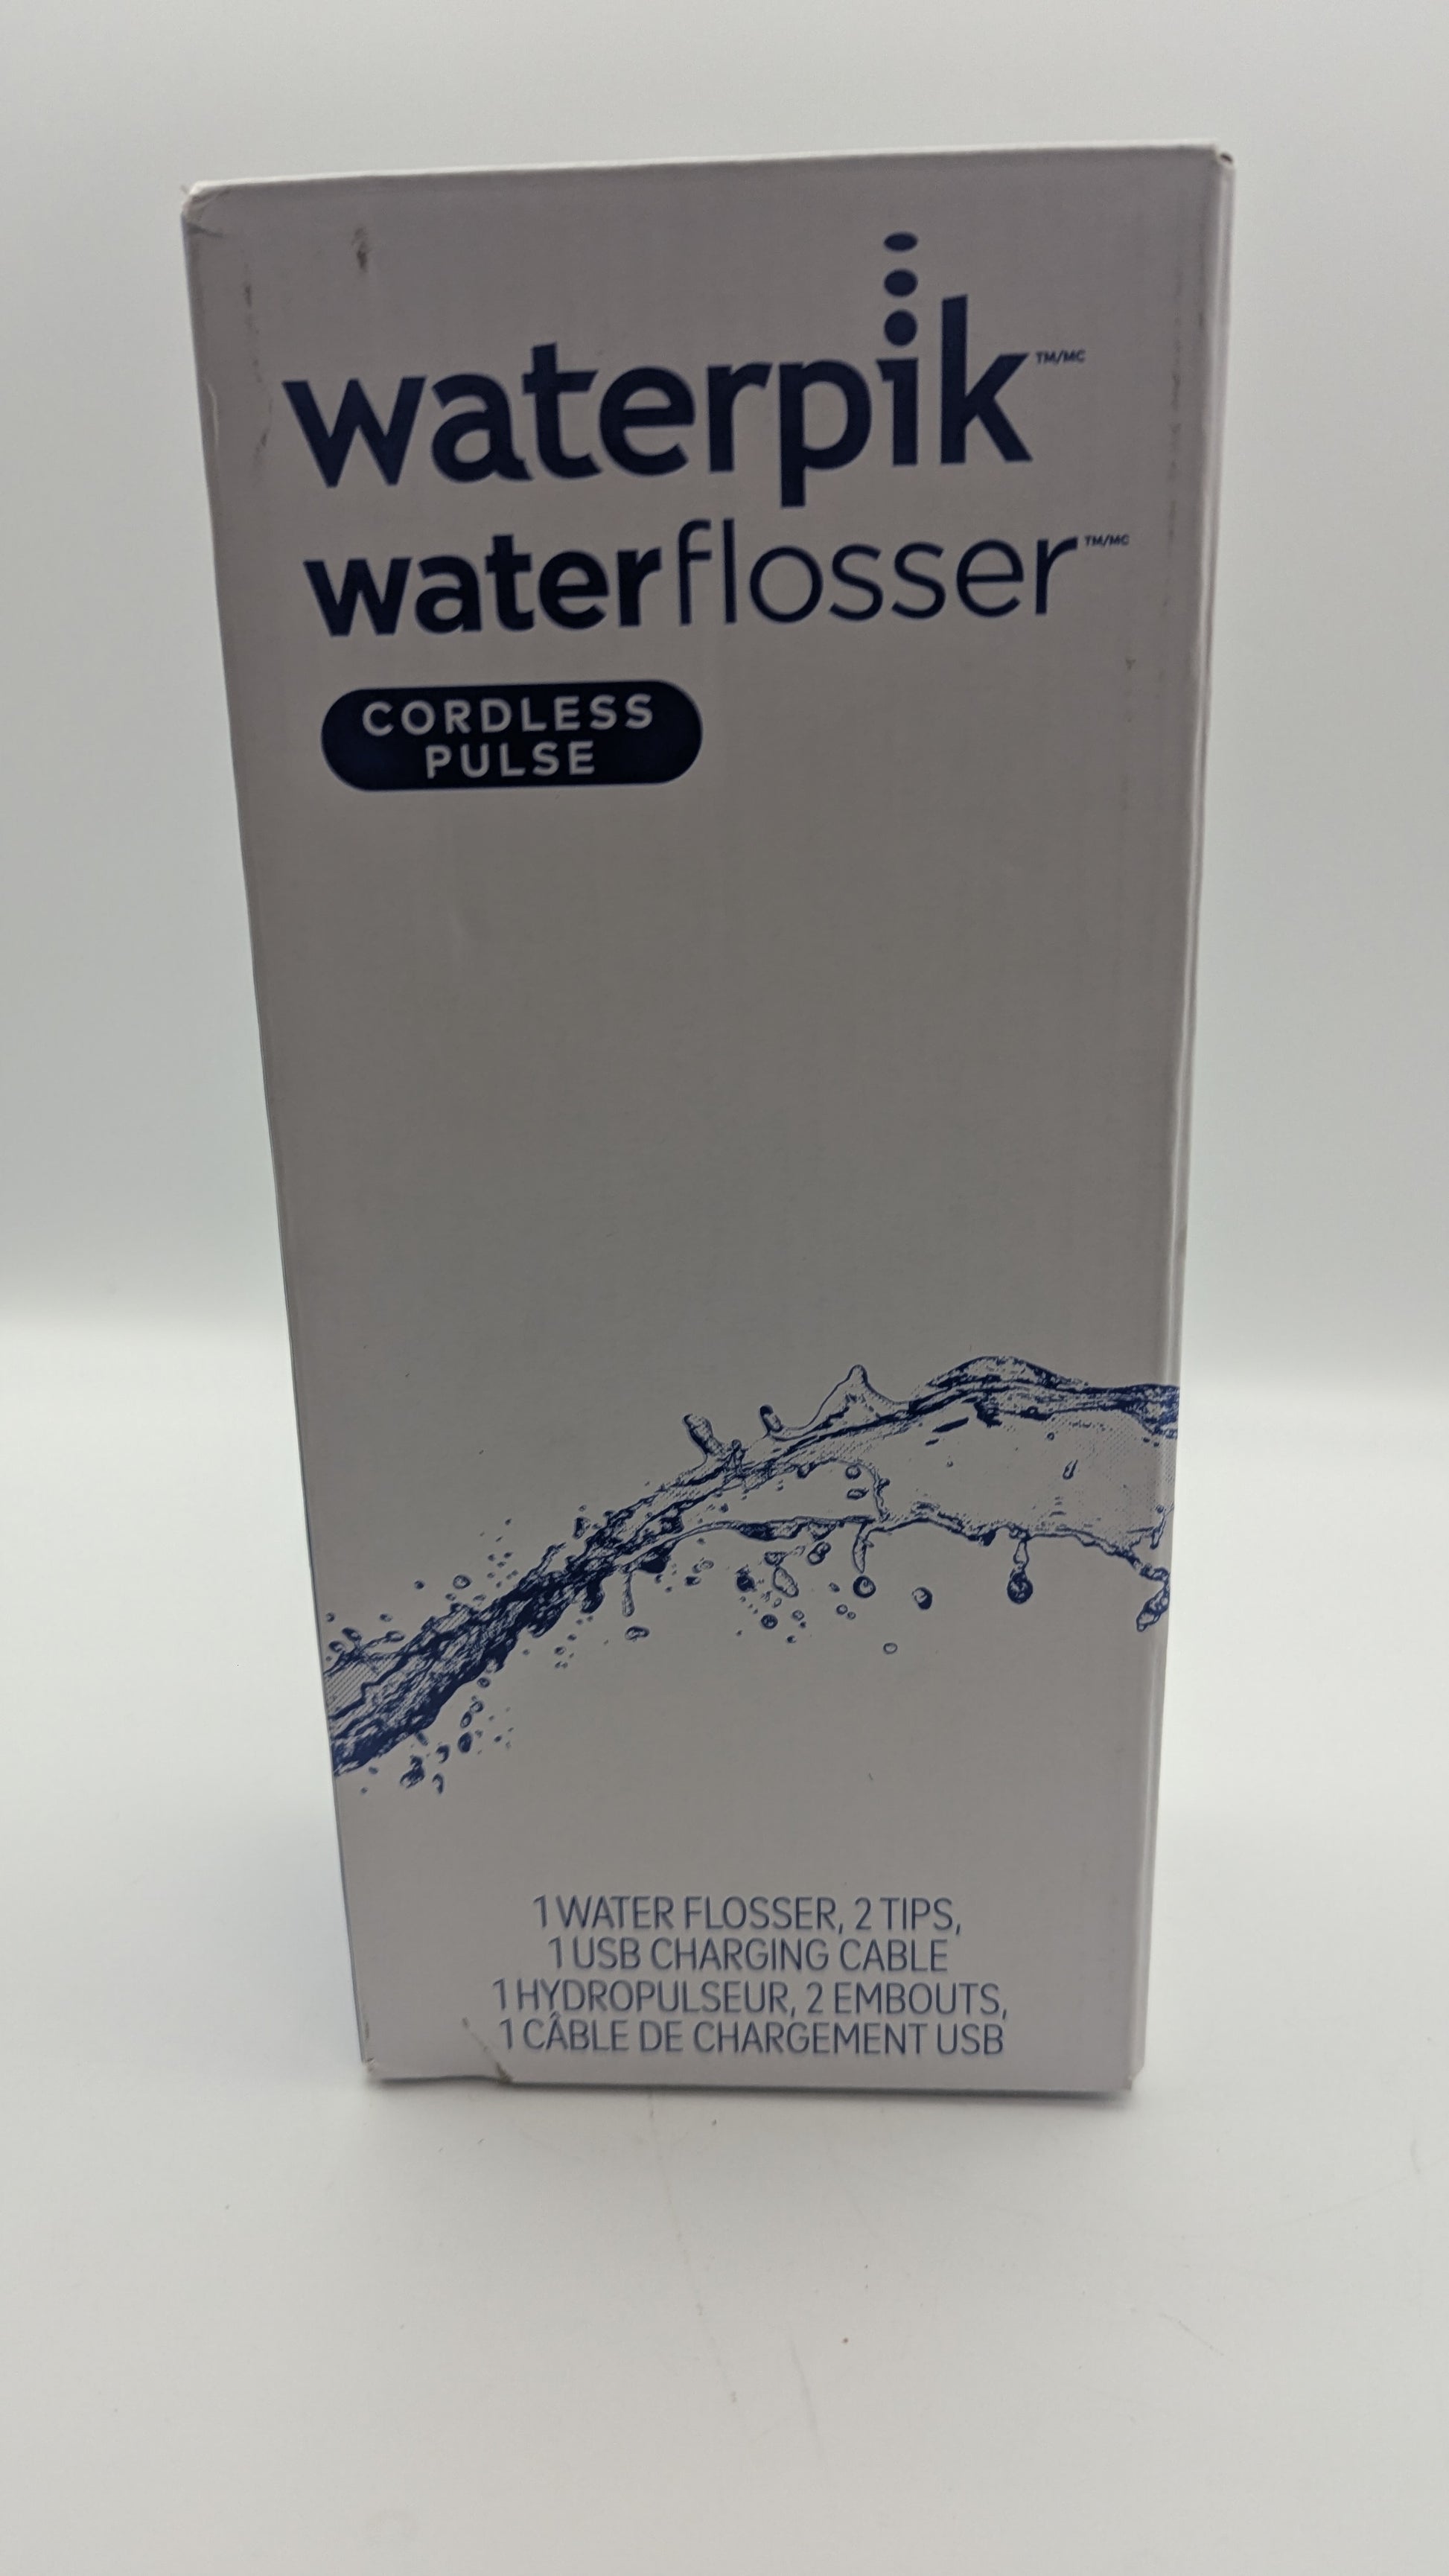 waterpik™/MC
waterflosser™/MC
CORDLESS
PULSE
1 WATER FLOSSER, 2 TIPS,
1 USB CHARGING CABLE
1 HYDROPULSEUR, 2 EMBOUTS,
1 CÂBLE DE CHARGEMENT USB